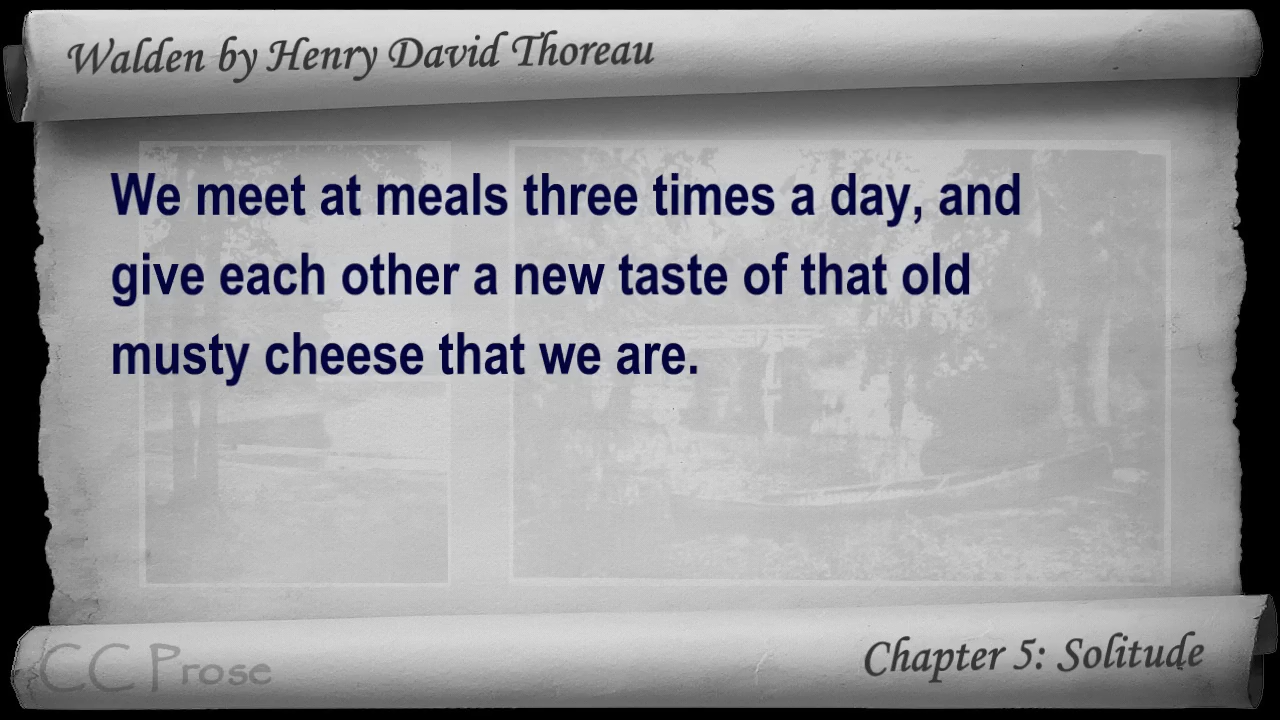 Walden by Henry David Thoreau
We meet at meals three times a day, and
give each other a new taste of that old
musty cheese that we are.
CC Prose
Chapter 5: Solitude